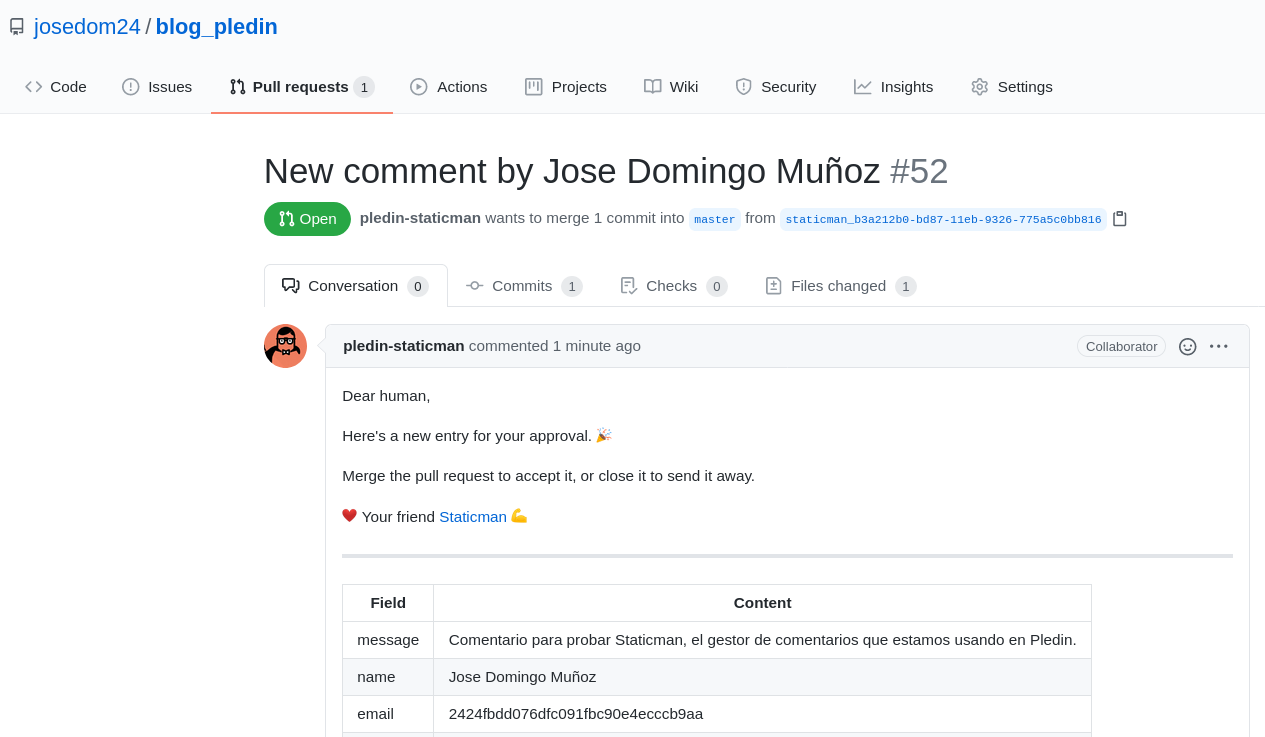 josedom24 / blog_pledin
Code Issues Pull requests 1 Actions Projects Wiki Security Insights Settings
New comment by Jose Domingo Muñoz #52
Open pledin-staticman wants to merge 1 commit into master from staticman_b3a212b0-bd87-11eb-9326-775a5c0bb816
Conversation 0 Commits 1 Checks 0 Files changed 1
pledin-staticman commented 1 minute ago Collaborator
Dear human,
Here's a new entry for your approval. 🎉
Merge the pull request to accept it, or close it to send it away.
❤️ Your friend Staticman 💪
Field Content
message Comentario para probar Staticman, el gestor de comentarios que estamos usando en Pledin.
name Jose Domingo Muñoz
email 2424fbdd076dfc091fbc90e4ecccb9aa